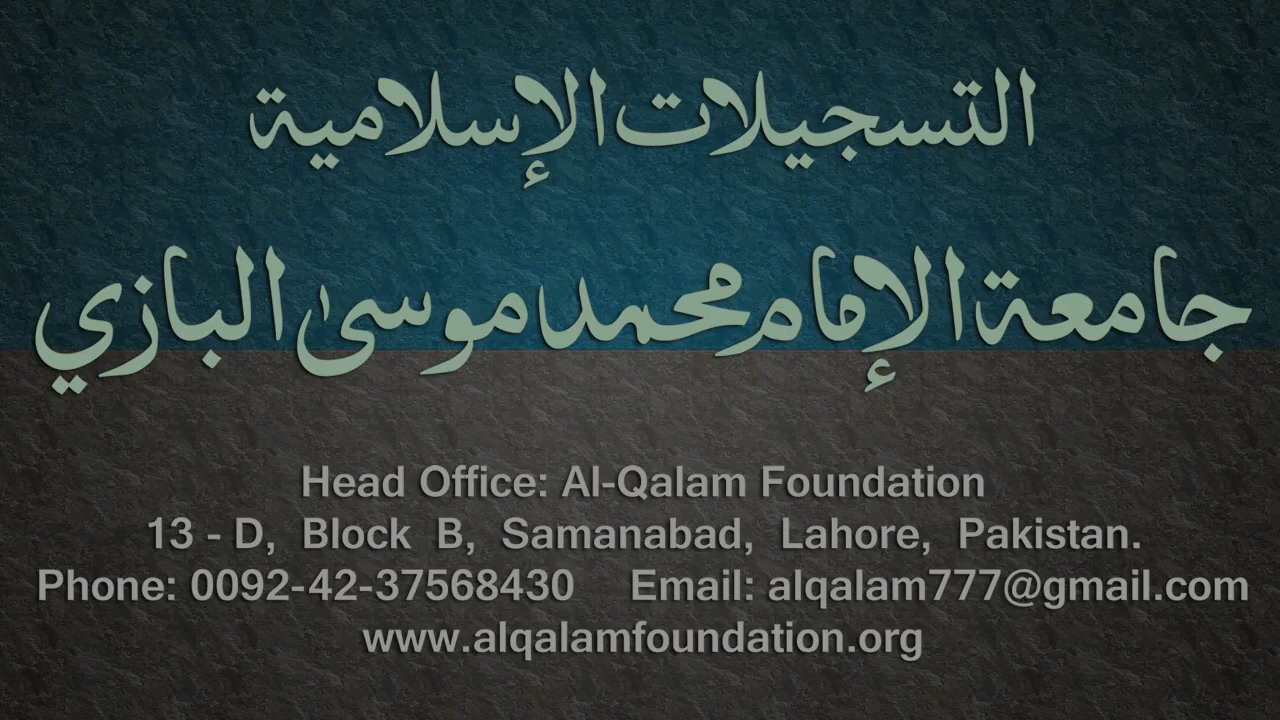 التسجيلات الإسلامية
جامعة الإمام محمد موسىٰ البازي
Head Office: Al-Qalam Foundation
13 - D, Block B, Samanabad, Lahore, Pakistan.
Phone: 0092-42-37568430 Email: alqalam777@gmail.com
www.alqalamfoundation.org